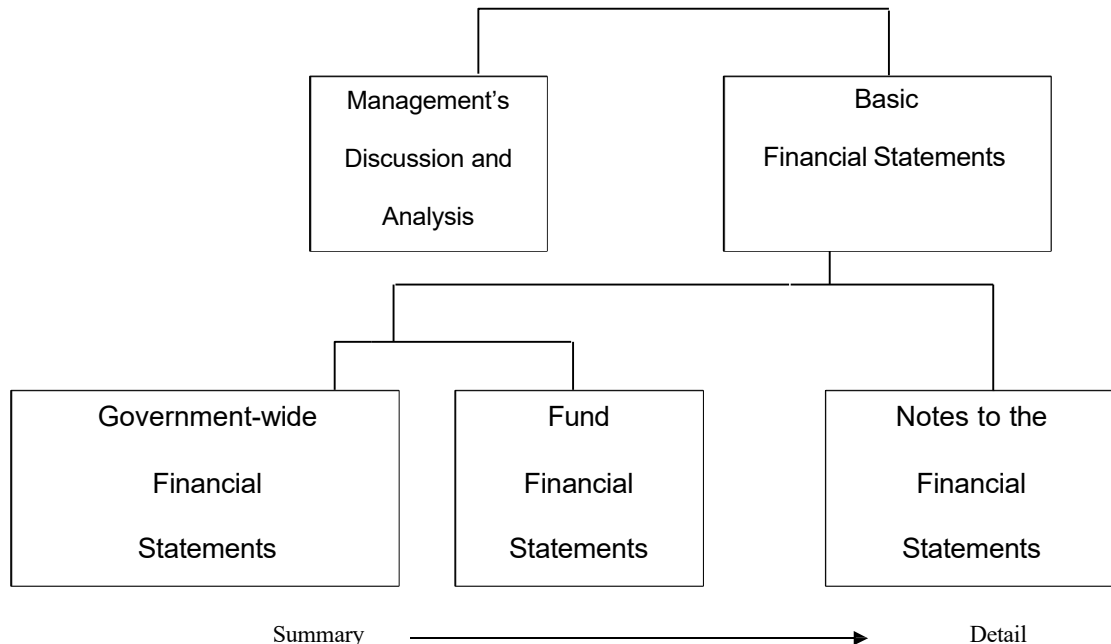 Management’s
Discussion and
Analysis
Basic
Financial Statements
Government-wide
Financial
Statements
Fund
Financial
Statements
Notes to the
Financial
Statements
Summary
Detail